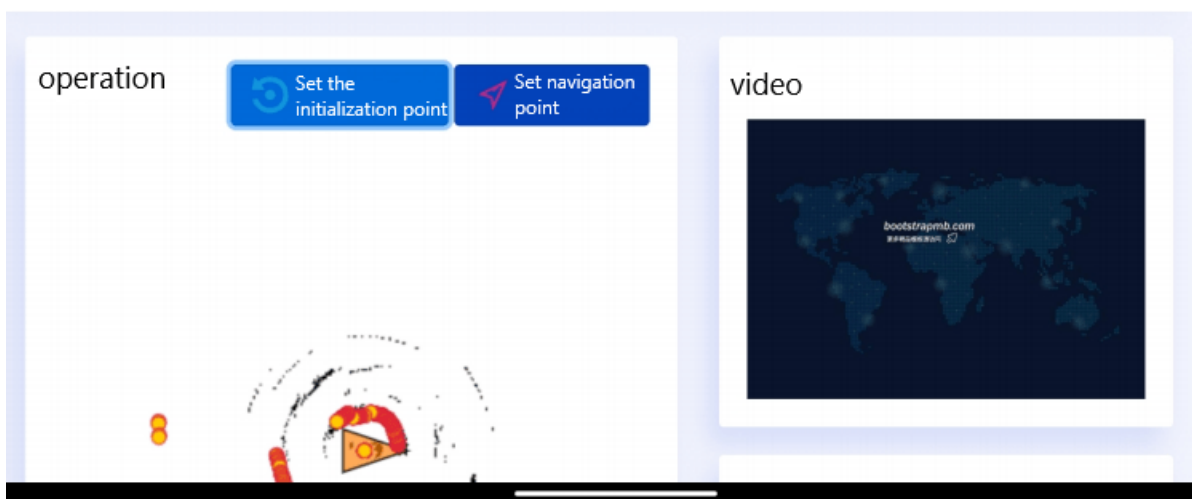 operation
Set the
initialization point
Set navigation
point
video
bootstrapmb.com